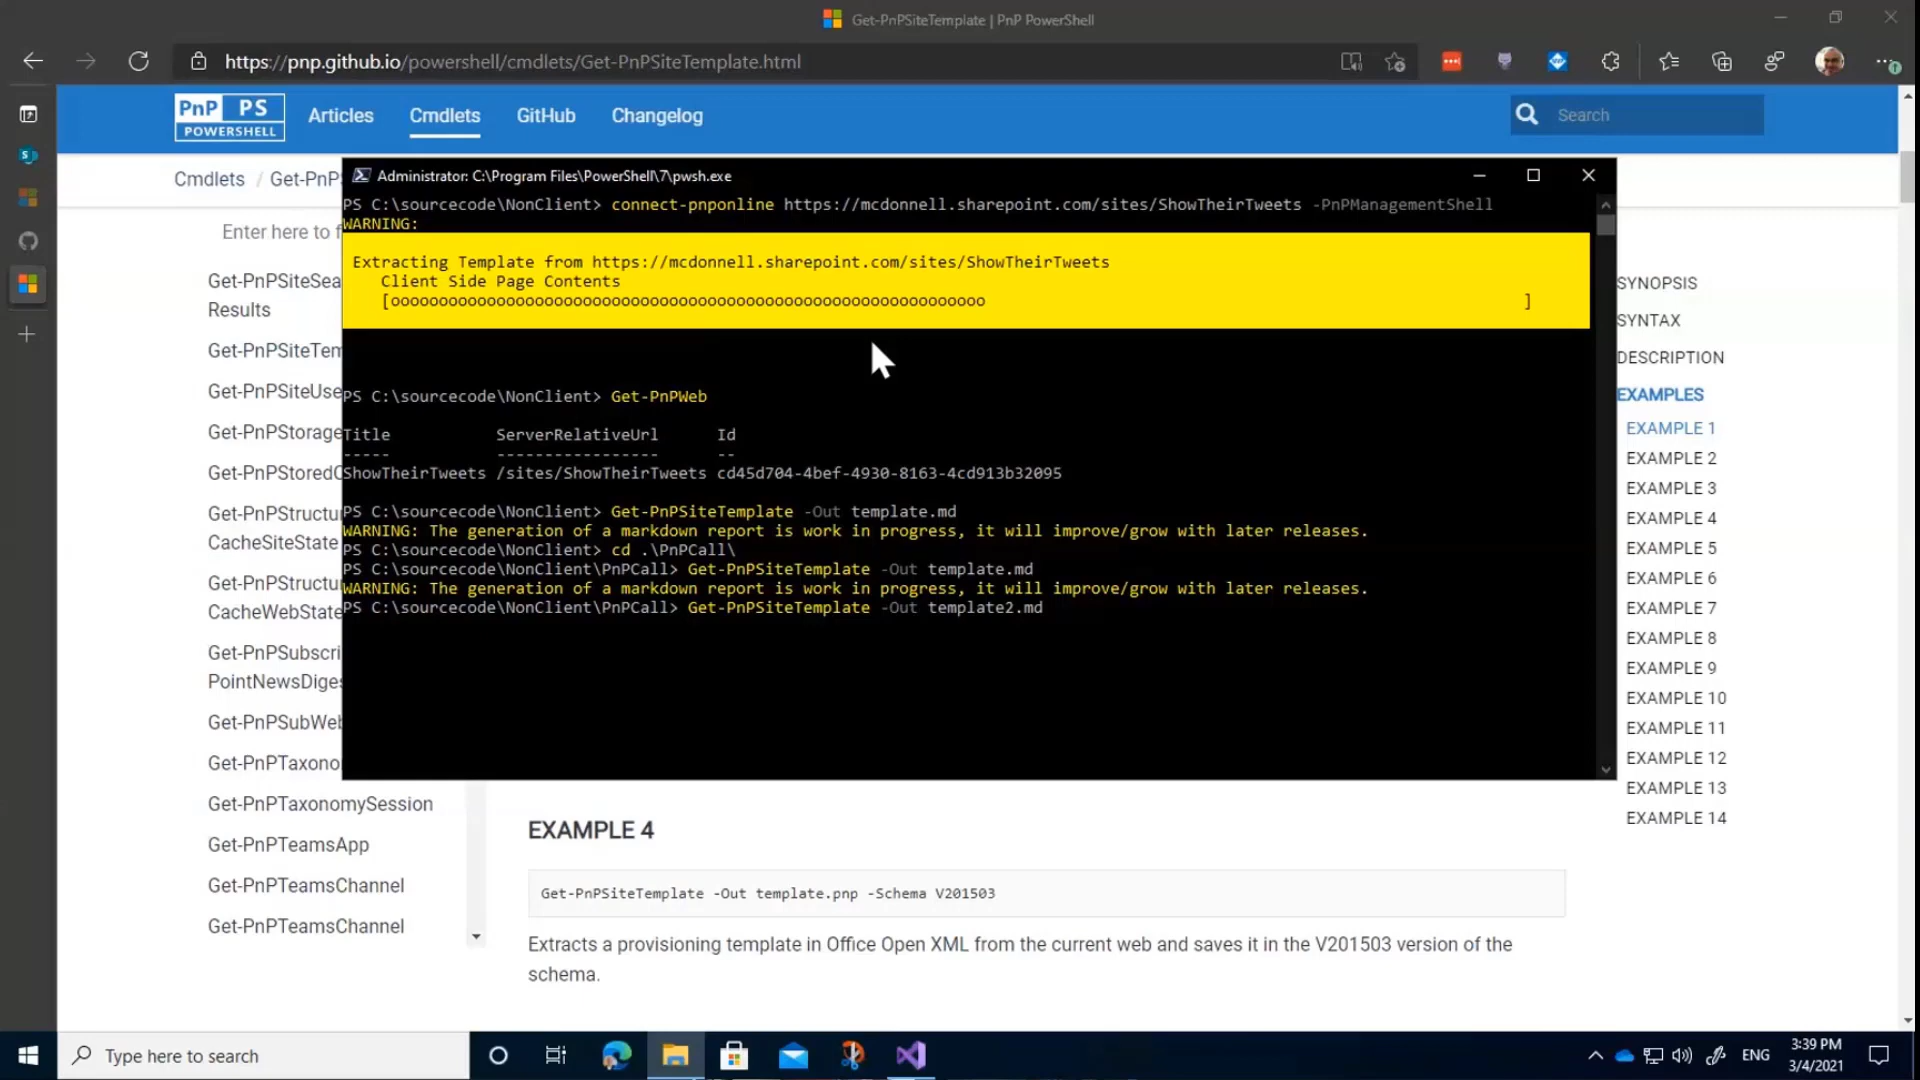 Get-PnPSiteTemplate | PnP PowerShell
https://pnp.github.io/powershell/cmdlets/Get-PnPSiteTemplate.html
PnP PS
POWERSHELL
Articles
Cmdlets
GitHub
Changelog
Search
Cmdlets / Get-PnPS
Enter here to f
Get-PnPSiteSea
Results
Get-PnPSiteTem
Get-PnPSiteUse
Get-PnPStorage
Get-PnPStoredC
Get-PnPStructu
CacheSiteState
Get-PnPStructu
CacheWebState
Get-PnPSubscri
PointNewsDiges
Get-PnPSubWeb
Get-PnPTaxono
Get-PnPTaxonomySession
Get-PnPTeamsApp
Get-PnPTeamsChannel
Get-PnPTeamsChannel
Administrator: C:\Program Files\PowerShell\7\pwsh.exe
PS C:\sourcecode\NonClient> connect-pnponline https://mcdonnell.sharepoint.com/sites/ShowTheirTweets -PnPManagementShell
WARNING:
Extracting Template from https://mcdonnell.sharepoint.com/sites/ShowTheirTweets
Client Side Page Contents
[oooooooooooooooooooooooooooooooooooooooooooooooooooooooooooooo ]
PS C:\sourcecode\NonClient> Get-PnPWeb
Title ServerRelativeUrl Id
----- ----------------- --
ShowTheirTweets /sites/ShowTheirTweets cd45d704-4bef-4930-8163-4cd913b32095
PS C:\sourcecode\NonClient> Get-PnPSiteTemplate -Out template.md
WARNING: The generation of a markdown report is work in progress, it will improve/grow with later releases.
PS C:\sourcecode\NonClient> cd .\PnPCall\
PS C:\sourcecode\NonClient\PnPCall> Get-PnPSiteTemplate -Out template.md
WARNING: The generation of a markdown report is work in progress, it will improve/grow with later releases.
PS C:\sourcecode\NonClient\PnPCall> Get-PnPSiteTemplate -Out template2.md
EXAMPLE 4
Get-PnPSiteTemplate -Out template.pnp -Schema V201503
Extracts a provisioning template in Office Open XML from the current web and saves it in the V201503 version of the
schema.
SYNOPSIS
SYNTAX
DESCRIPTION
EXAMPLES
EXAMPLE 1
EXAMPLE 2
EXAMPLE 3
EXAMPLE 4
EXAMPLE 5
EXAMPLE 6
EXAMPLE 7
EXAMPLE 8
EXAMPLE 9
EXAMPLE 10
EXAMPLE 11
EXAMPLE 12
EXAMPLE 13
EXAMPLE 14
Type here to search
ENG
3:39 PM
3/4/2021